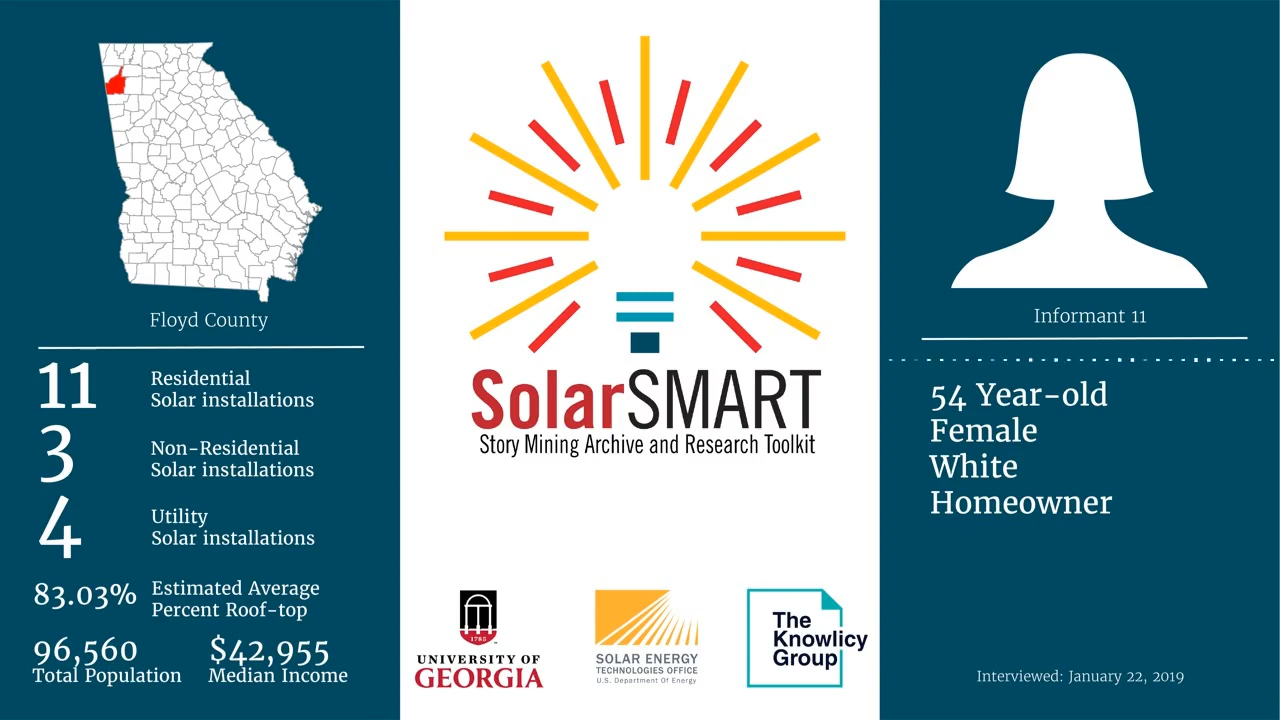 Floyd County
11
Residential
Solar installations
3
Non-Residential
Solar installations
4
Utility
Solar installations
83.03%
Estimated Average
Percent Roof-top
96,560
Total Population
$42,955
Median Income
SolarSMART
Story Mining Archive and Research Toolkit
1785
UNIVERSITY OF
GEORGIA
SOLAR ENERGY
TECHNOLOGIES OFFICE
U.S. Department Of Energy
The
Knowlicy
Group
Informant 11
54 Year-old
Female
White
Homeowner
Interviewed: January 22, 2019